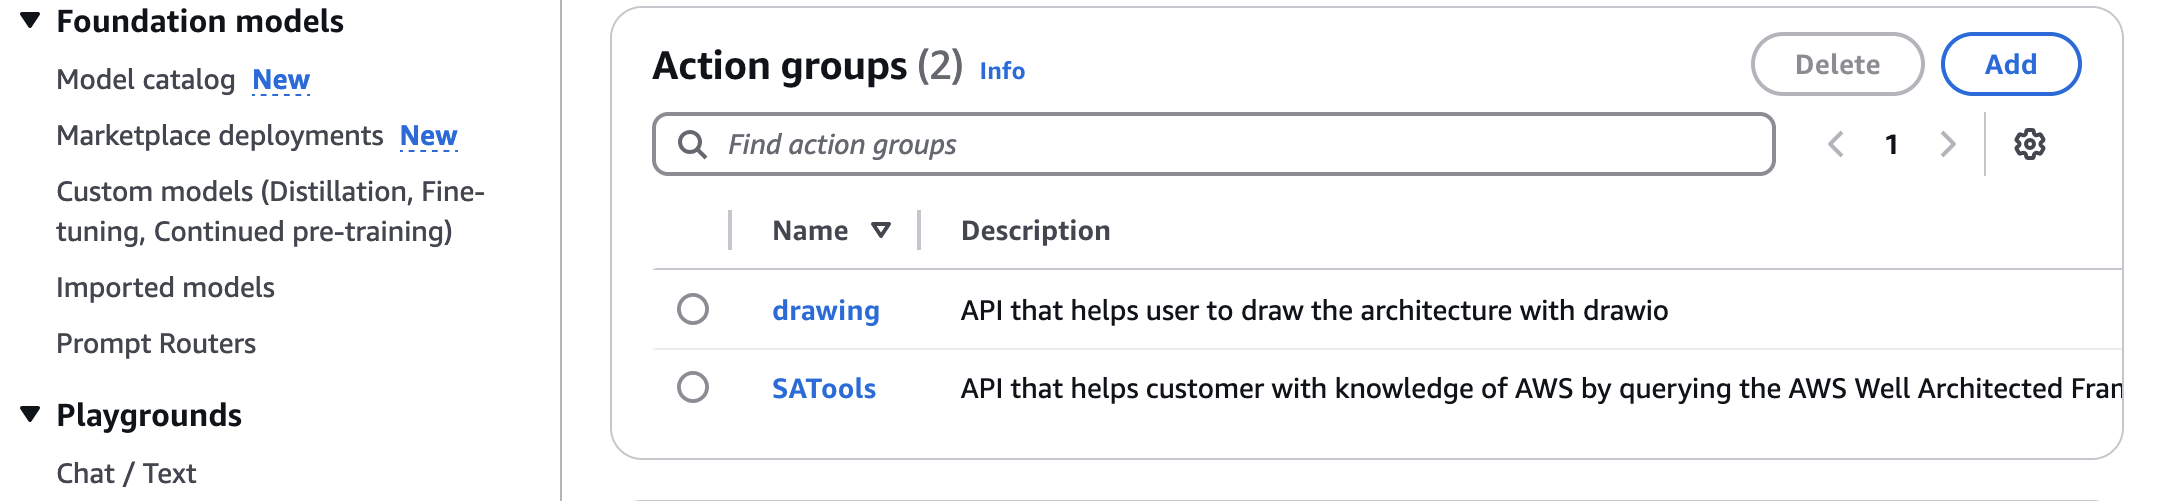 Foundation models
Model catalog New
Marketplace deployments New
Custom models (Distillation, Fine-
tuning, Continued pre-training)
Imported models
Prompt Routers
Playgrounds
Chat / Text
Action groups (2) Info
Delete
Add
Find action groups
1
Name
Description
drawing
API that helps user to draw the architecture with drawio
SATools
API that helps customer with knowledge of AWS by querying the AWS Well Architected